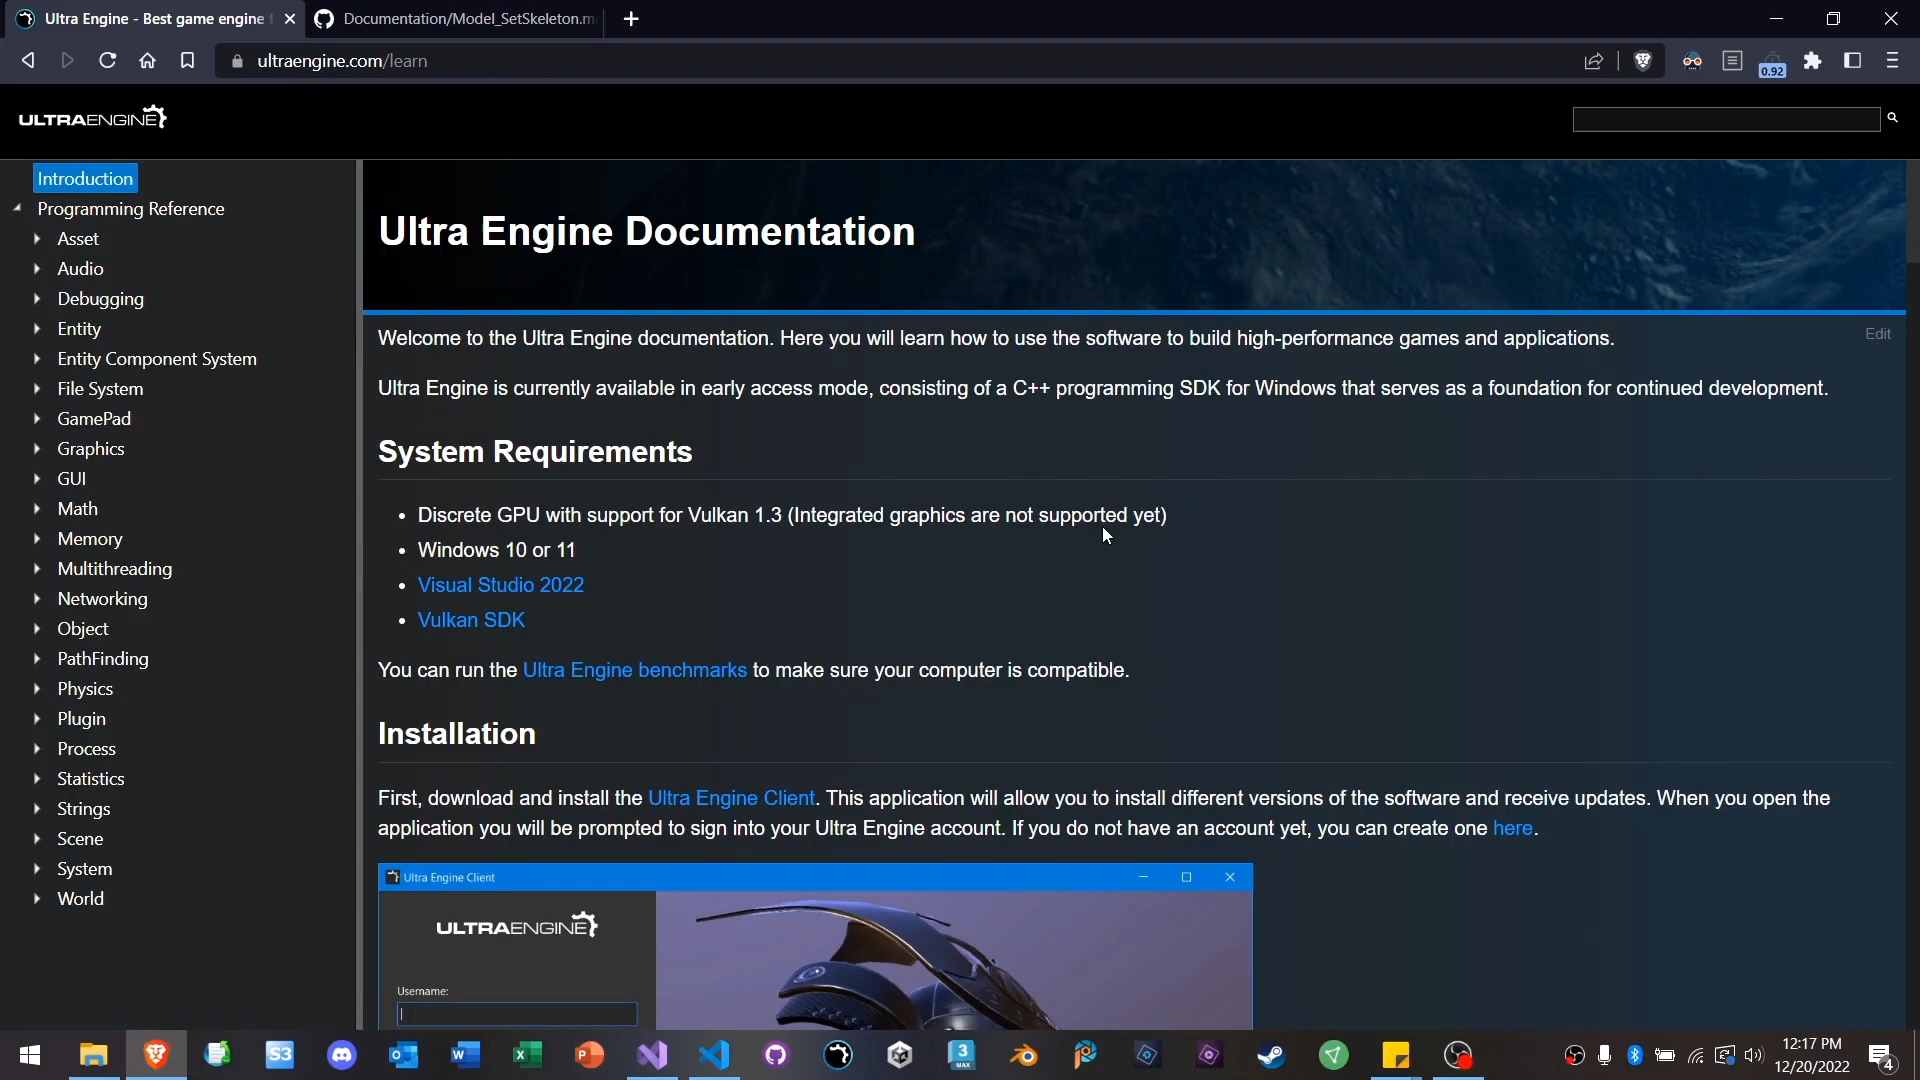 Ultra Engine - Best game engine
Documentation/Model_SetSkeleton.m
ultraengine.com/learn
0.92
ULTRAENGINE
Introduction
Programming Reference
Asset
Audio
Debugging
Entity
Entity Component System
File System
GamePad
Graphics
GUI
Math
Memory
Multithreading
Networking
Object
PathFinding
Physics
Plugin
Process
Statistics
Strings
Scene
System
World
Ultra Engine Documentation
Edit
Welcome to the Ultra Engine documentation. Here you will learn how to use the software to build high-performance games and applications.
Ultra Engine is currently available in early access mode, consisting of a C++ programming SDK for Windows that serves as a foundation for continued development.
System Requirements
• Discrete GPU with support for Vulkan 1.3 (Integrated graphics are not supported yet)
• Windows 10 or 11
• Visual Studio 2022
• Vulkan SDK
You can run the Ultra Engine benchmarks to make sure your computer is compatible.
Installation
First, download and install the Ultra Engine Client. This application will allow you to install different versions of the software and receive updates. When you open the
application you will be prompted to sign into your Ultra Engine account. If you do not have an account yet, you can create one here.
Ultra Engine Client
ULTRAENGINE
Username:
S3
3
MAX
12:17 PM
12/20/2022
4